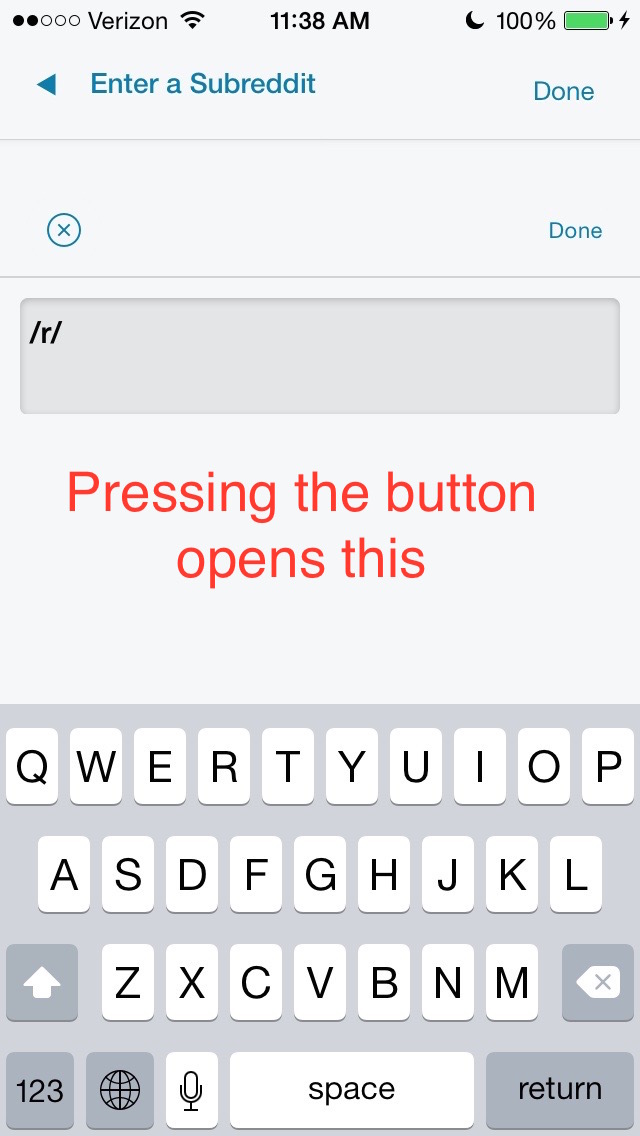 Verizon 11:38 AM 100%
Enter a Subreddit Done
Done
/r/
Pressing the button
opens this
Q W E R T Y U I O P
A S D F G H J K L
Z X C V B N M
123 space return